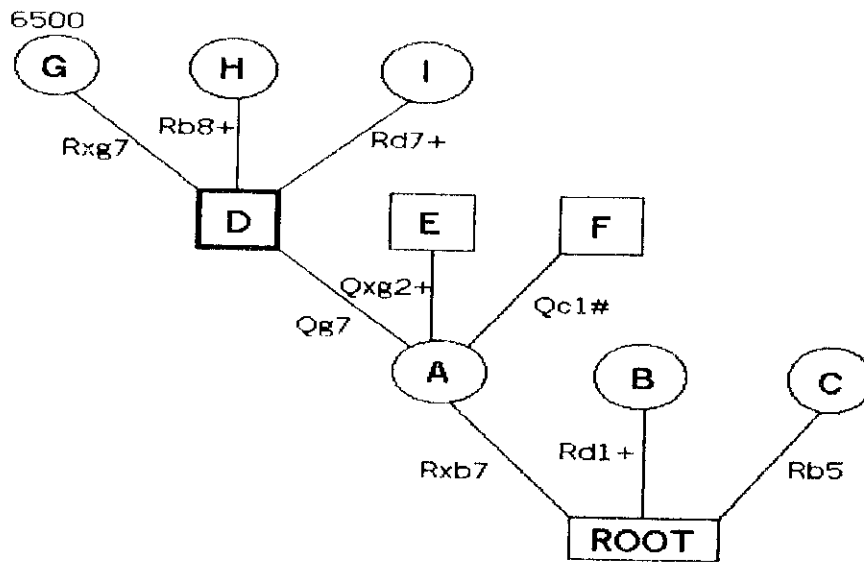 6500
G H I
Rxg7 Rb8+ Rd7+
D E F
Qg7 Qxg2+ Qc1#
A B C
Rxb7 Rd1+ Rb5
ROOT